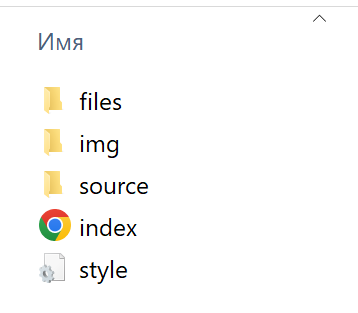 Имя
files
img
source
index
style